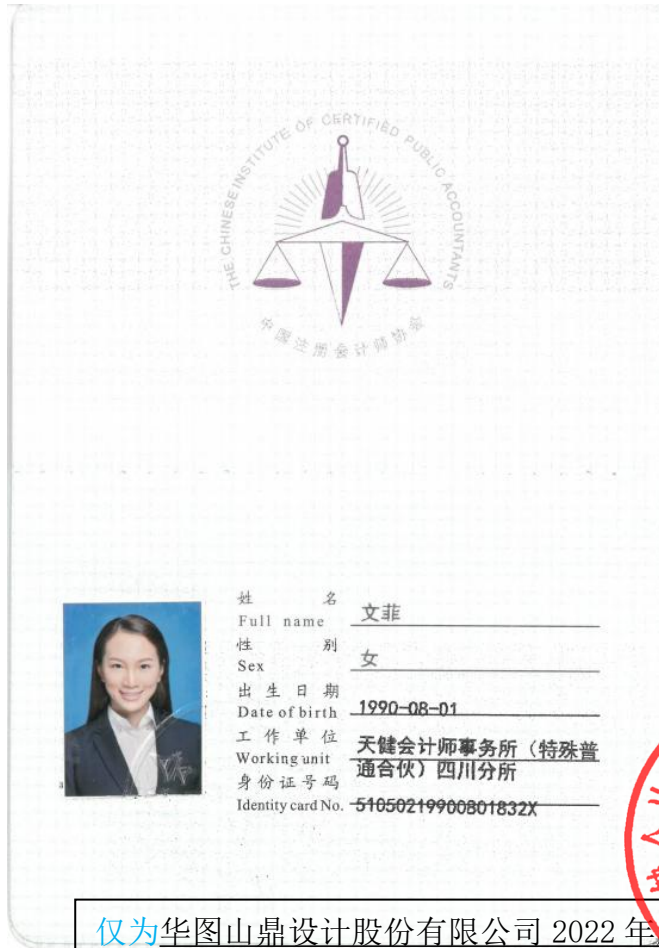 THE CHINESE INSTITUTE OF CERTIFIED PUBLIC ACCOUNTANTS
中国注册会计师协会
姓 名
Full name
文菲
性 别
Sex
女
出生日期
Date of birth
1990-08-01
工作单位
Working unit
天健会计师事务所（特殊普
通合伙）四川分所
身份证号码
Identity card No.
51050219900801832X
仅为华图山鼎设计股份有限公司 2022 年